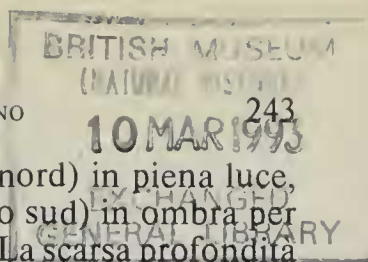 BRITISH MUSEUM
(NATURAL HISTORY)
NO 243
10 MAR 1993
nord) in piena luce,
EXCHANGED
o sud) in ombra per
GENERAL LIBRARY
La scarsa profondità